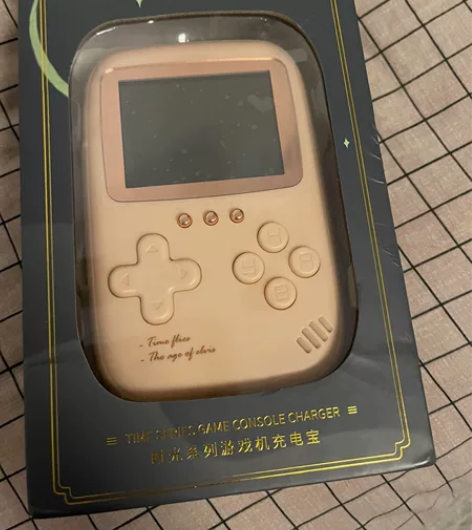 - Time flies
- The age of elvis
TIME SERIES GAME CONSOLE CHARGER
时光系列游戏机充电宝